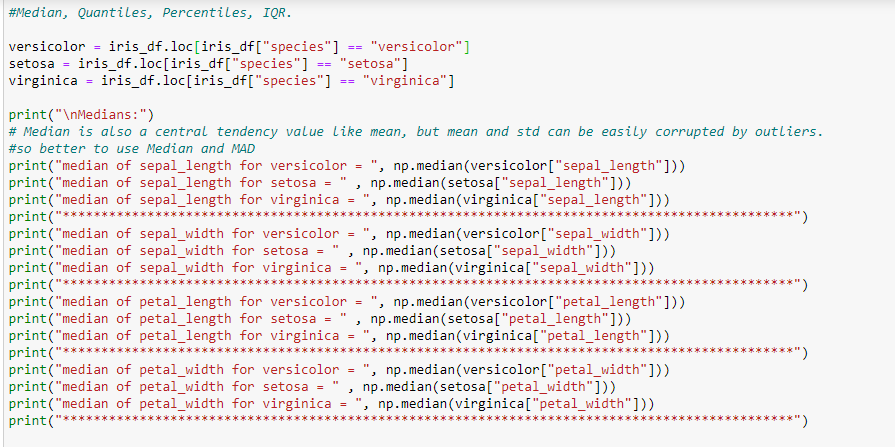 #Median, Quantiles, Percentiles, IQR.
versicolor = iris_df.loc[iris_df["species"] == "versicolor"]
setosa = iris_df.loc[iris_df["species"] == "setosa"]
virginica = iris_df.loc[iris_df["species"] == "virginica"]
print("\nMedians:")
# Median is also a central tendency value like mean, but mean and std can be easily corrupted by outliers.
#so better to use Median and MAD
print("median of sepal_length for versicolor = ", np.median(versicolor["sepal_length"]))
print("median of sepal_length for setosa = " , np.median(setosa["sepal_length"]))
print("median of sepal_length for virginica = ", np.median(virginica["sepal_length"]))
print("***********************************************************************************************")
print("median of sepal_width for versicolor = ", np.median(versicolor["sepal_width"]))
print("median of sepal_width for setosa = " , np.median(setosa["sepal_width"]))
print("median of sepal_width for virginica = ", np.median(virginica["sepal_width"]))
print("***********************************************************************************************")
print("median of petal_length for versicolor = ", np.median(versicolor["petal_length"]))
print("median of petal_length for setosa = " , np.median(setosa["petal_length"]))
print("median of petal_length for virginica = ", np.median(virginica["petal_length"]))
print("***********************************************************************************************")
print("median of petal_width for versicolor = ", np.median(versicolor["petal_width"]))
print("median of petal_width for setosa = " , np.median(setosa["petal_width"]))
print("median of petal_width for virginica = ", np.median(virginica["petal_width"]))
print("***********************************************************************************************")